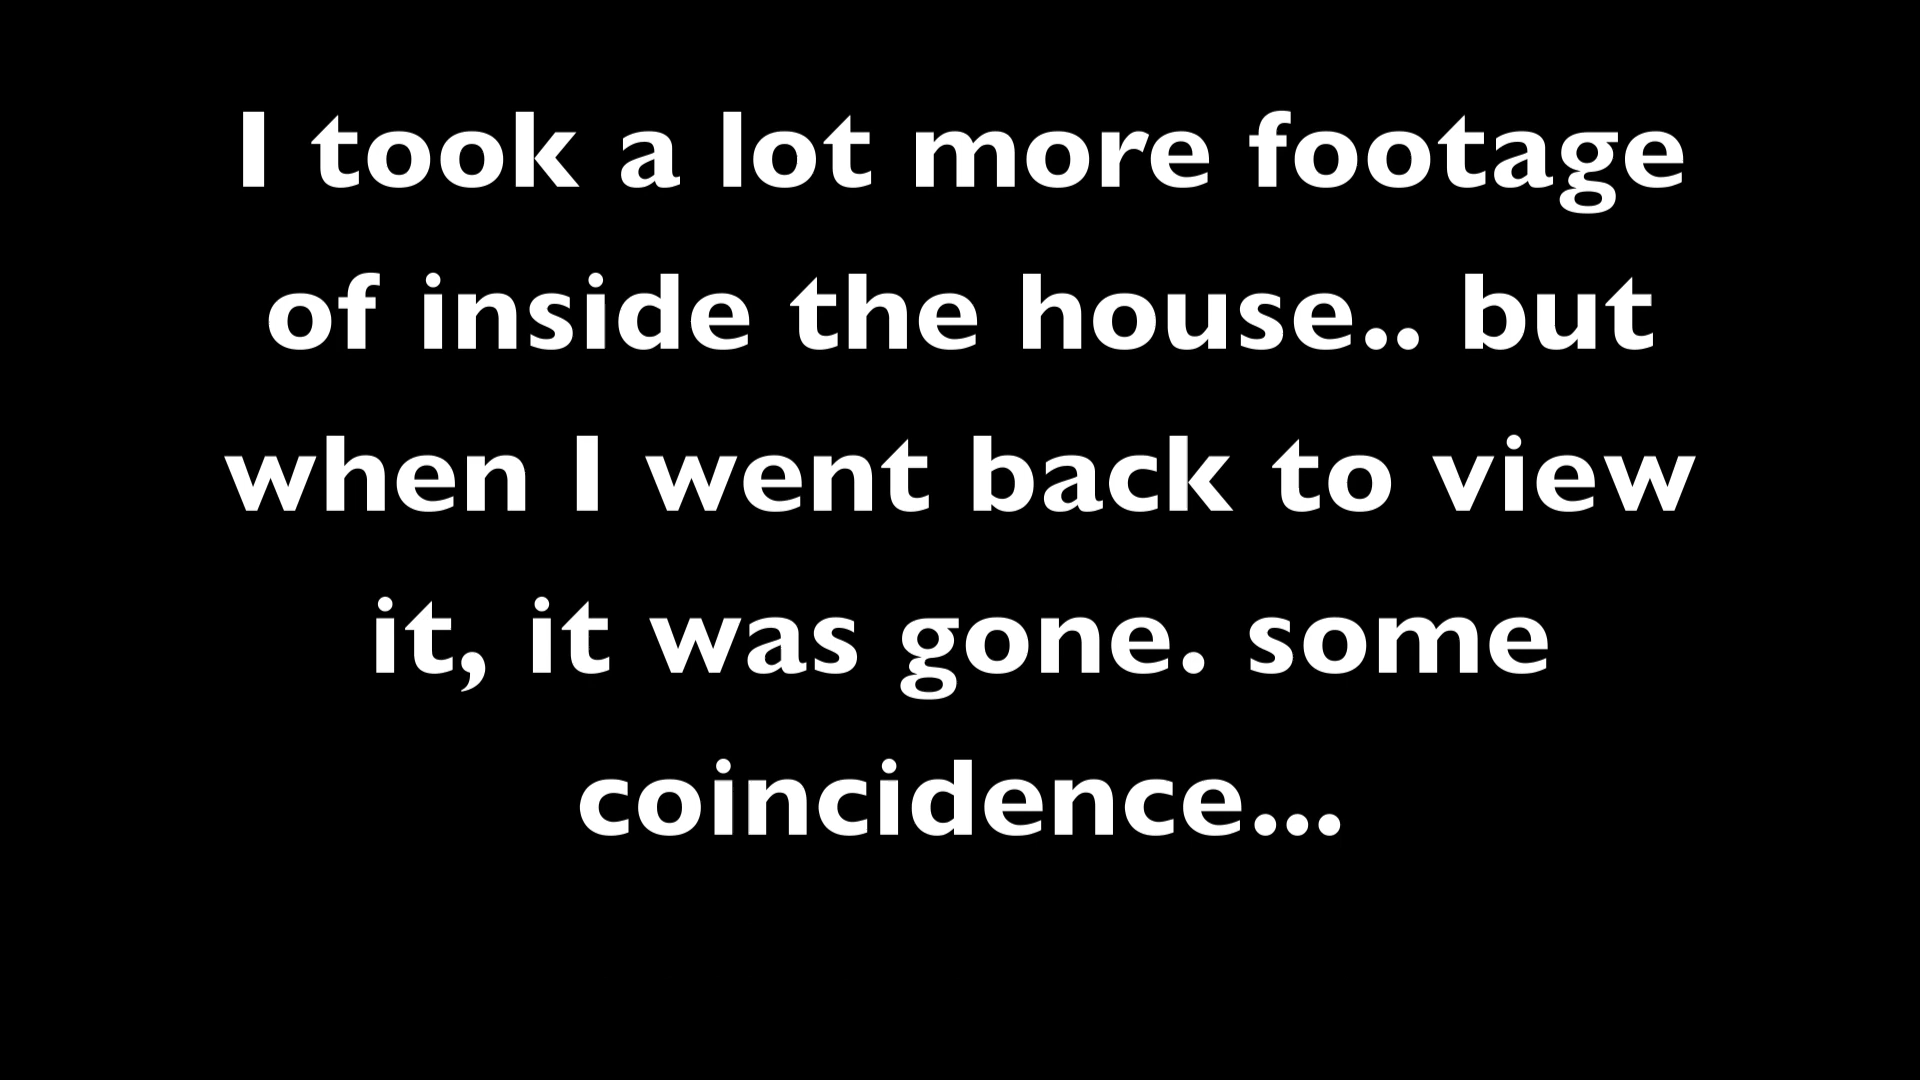 I took a lot more footage
of inside the house.. but
when I went back to view
it, it was gone. some
coincidence...